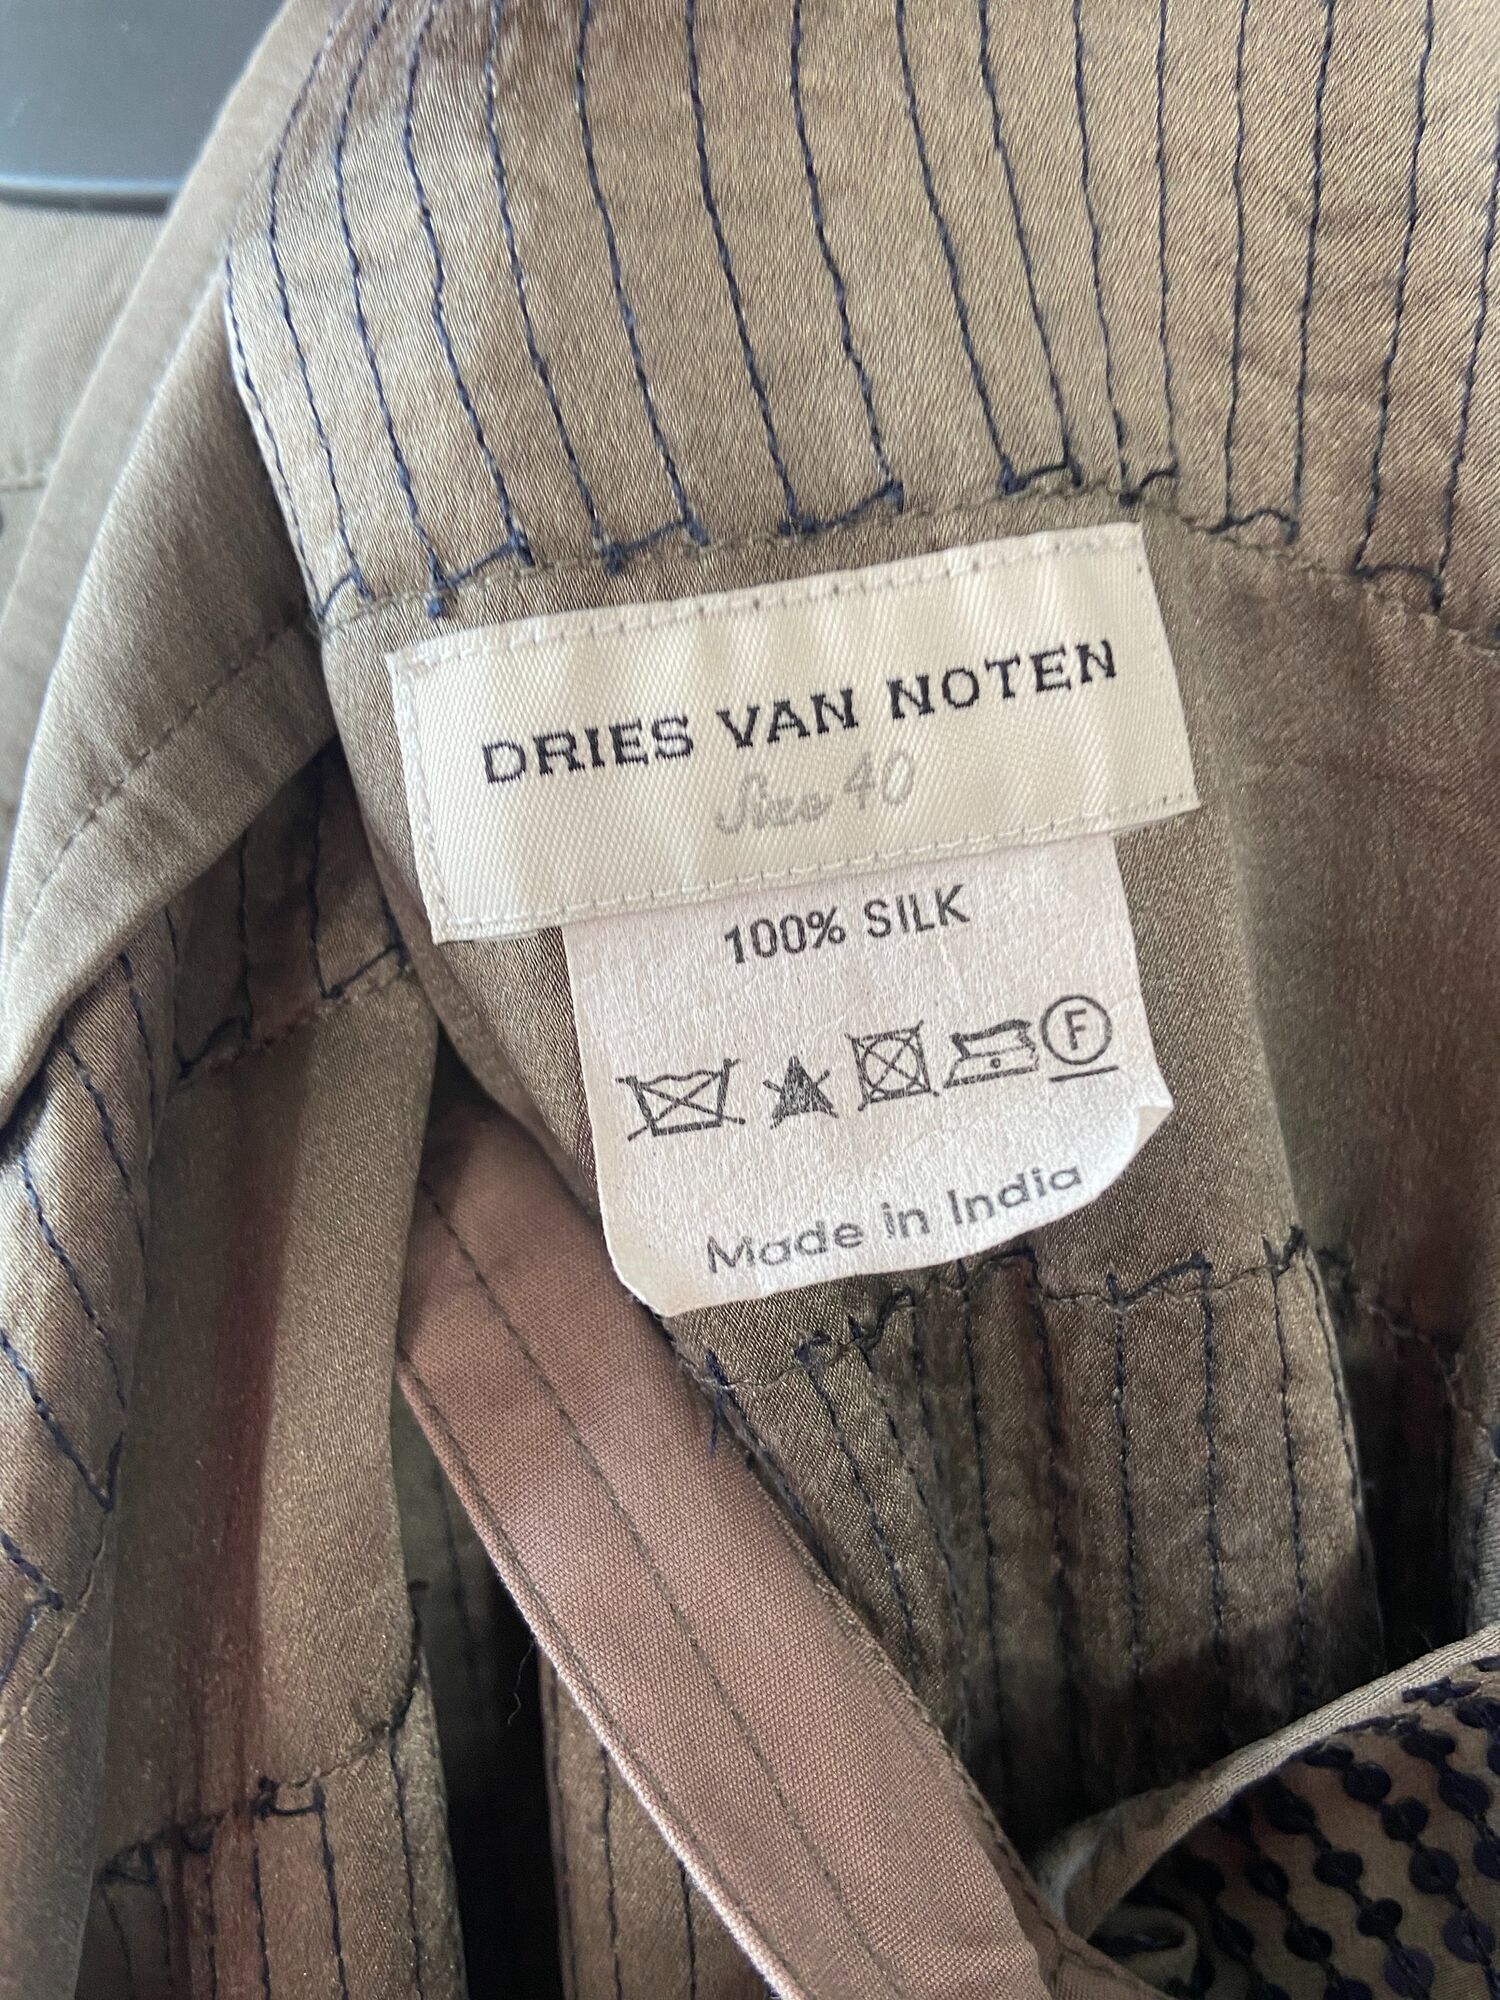 DRIES VAN NOTEN
Size 40
100% SILK
F
Made in India